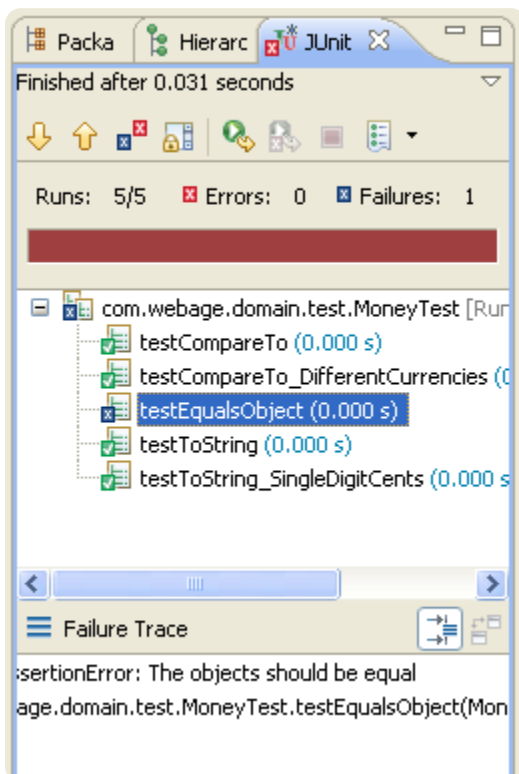 Packa Hierarc JUnit
Finished after 0.031 seconds
Runs: 5/5 Errors: 0 Failures: 1
com.webage.domain.test.MoneyTest [Run
testCompareTo (0.000 s)
testCompareTo_DifferentCurrencies (0
testEqualsObject (0.000 s)
testToString (0.000 s)
testToString_SingleDigitCents (0.000 s
Failure Trace
ssertionError: The objects should be equal
age.domain.test.MoneyTest.testEqualsObject(Mon